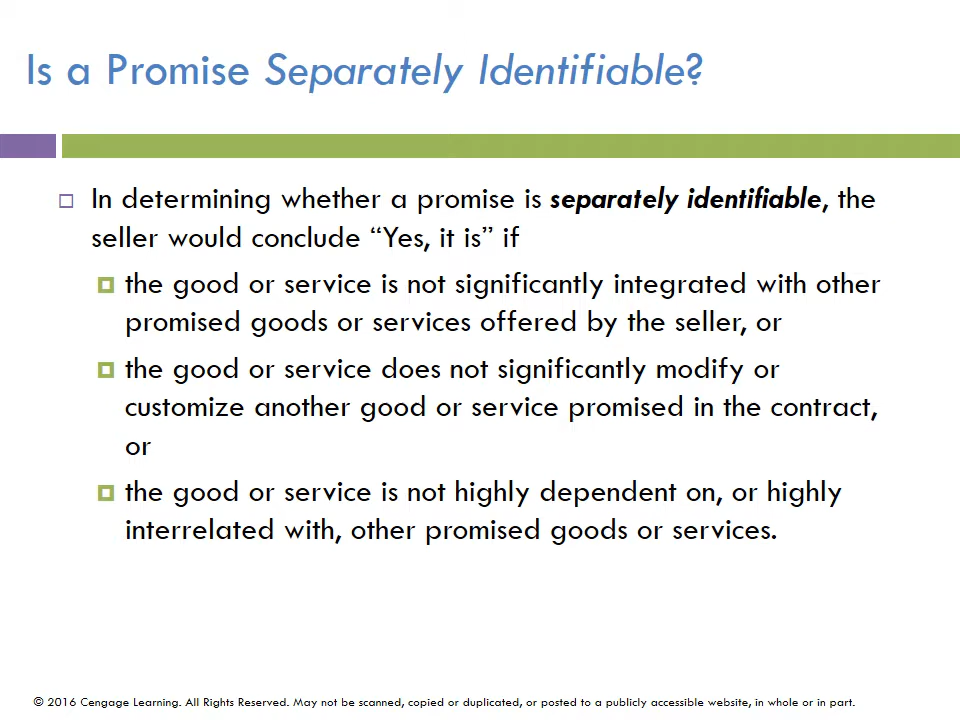 Is a Promise Separately Identifiable?
In determining whether a promise is separately identifiable, the
seller would conclude “Yes, it is” if
the good or service is not significantly integrated with other
promised goods or services offered by the seller, or
the good or service does not significantly modify or
customize another good or service promised in the contract,
or
the good or service is not highly dependent on, or highly
interrelated with, other promised goods or services.
© 2016 Cengage Learning. All Rights Reserved. May not be scanned, copied or duplicated, or posted to a publicly accessible website, in whole or in part.